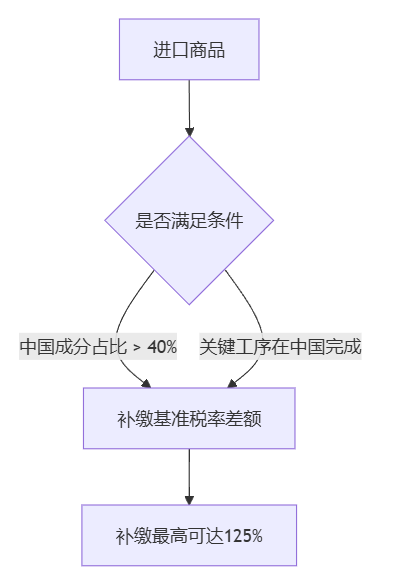 进口商品
是否满足条件
中国成分占比 > 40%
关键工序在中国完成
补缴基准税率差额
补缴最高可达125%